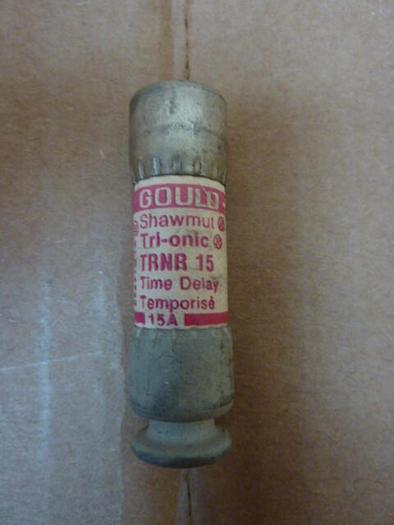 GOULD
Shawmut ®
Tri-onic ®
TRNR 15
Time Delay
Temporisé
15A